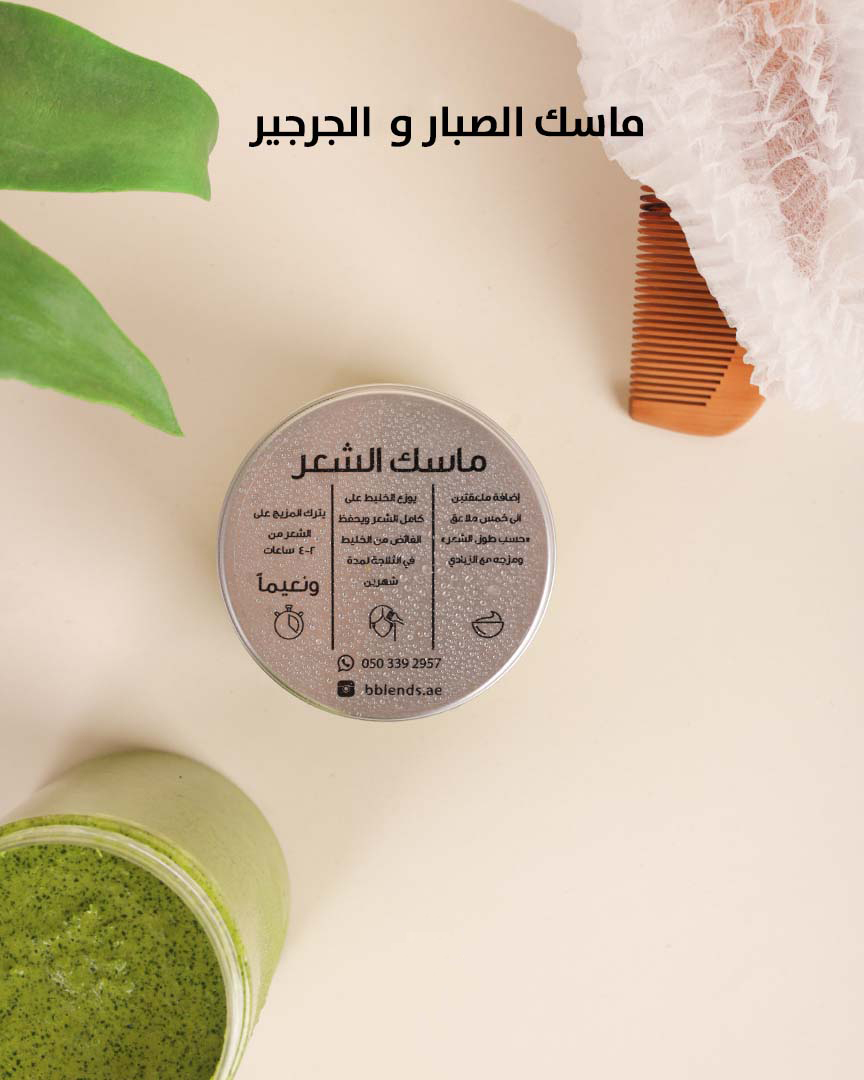 ماسك الصبار و الجرجير
ماسك الشعر
إضافة ملعقتين
الى خمس ملاعق
«حسب طول الشعر»
ومزجه مع الزبادي
يوزع الخليط على
كامل الشعر ويحفظ
الفائض من الخليط
في الثلاجة لمدة
شهرين
يترك المزيج على
الشعر من
٢-٤ ساعات
ونعيماً
050 339 2957
bblends.ae